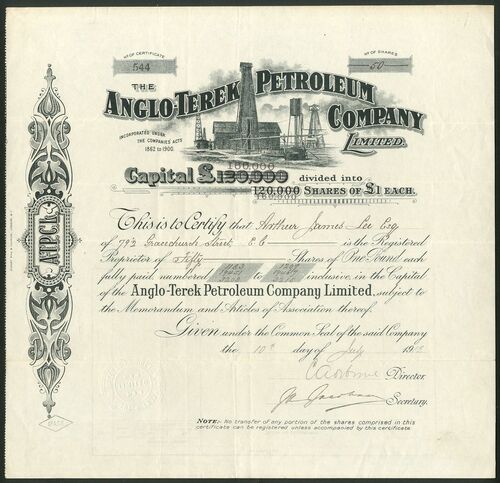 Nº OF CERTIFICATE
544
Nº OF SHARES
50
THE
ANGLO-TEREK PETROLEUM
COMPANY
LIMITED.
INCORPORATED UNDER
THE COMPANIES ACTS
1862 TO 1900.
160,000
Capital £120,000 divided into
120,000 SHARES OF £1 EACH.
160,000
ATPCL
This is to Certify that Arthur James Lee Esq
of 79½ Gracechurch Street E C is the Registered
Proprietor of Fifty Shares of One Pound each
fully paid, numbered to inclusive, in the Capital
of the Anglo-Terek Petroleum Company Limited, subject to
the Memorandum and Articles of Association thereof.
Given under the Common Seal of the said Company
the 10th day of July 19
Director.
Secretary.
NOTE:- No transfer of any portion of the shares comprised in this
certificate can be registered unless accompanied by this certificate